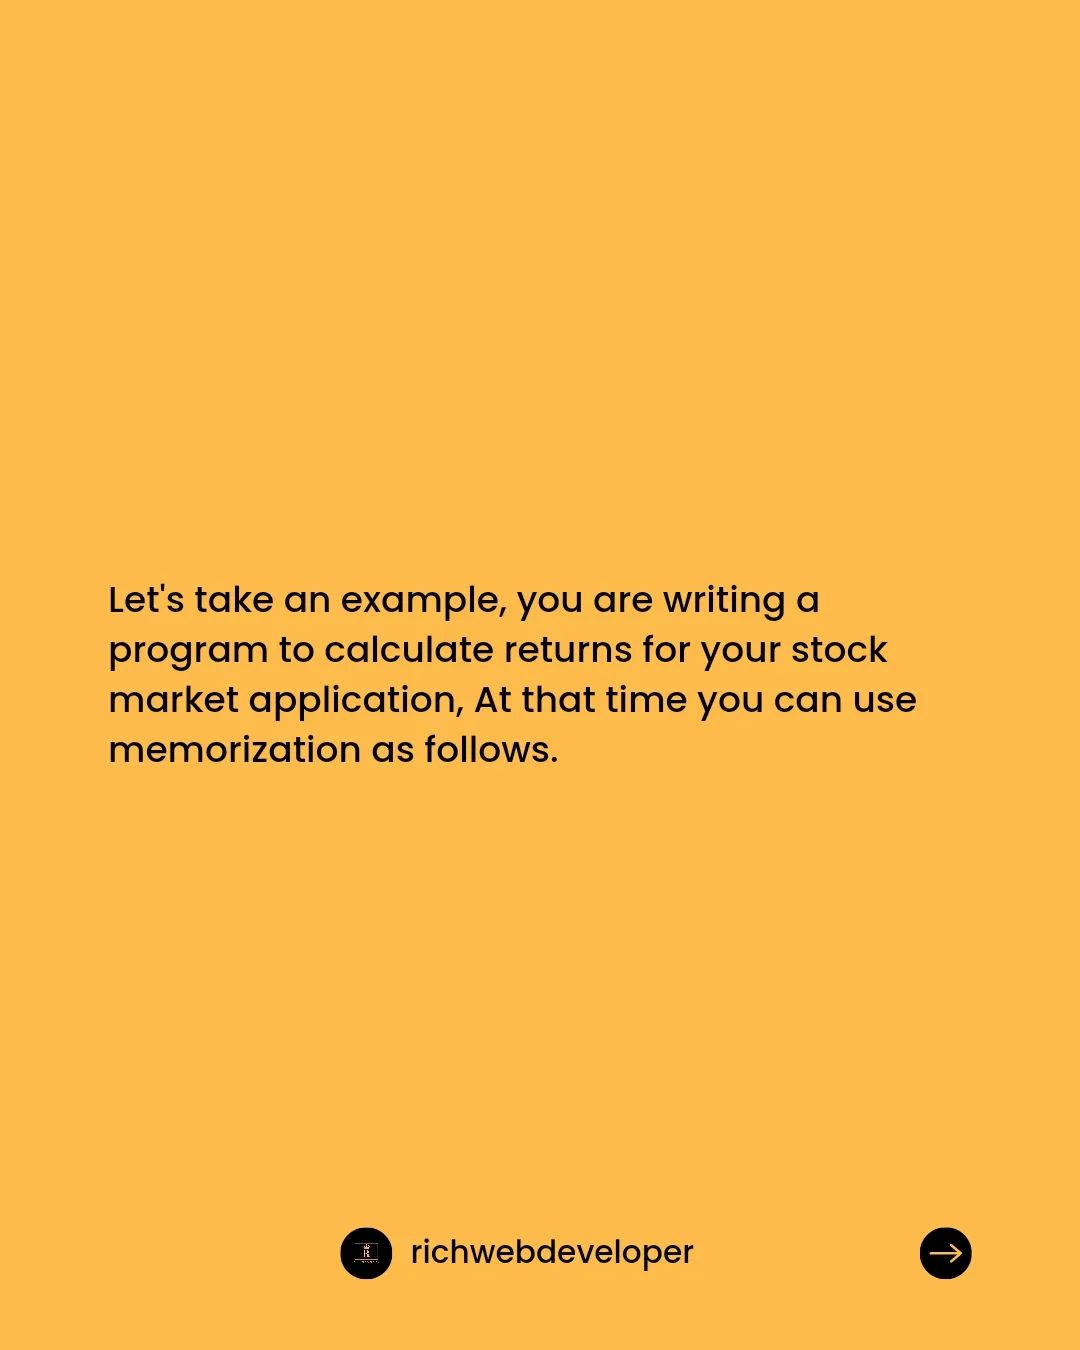 Let's take an example, you are writing a
program to calculate returns for your stock
market application, At that time you can use
memorization as follows.
richwebdeveloper